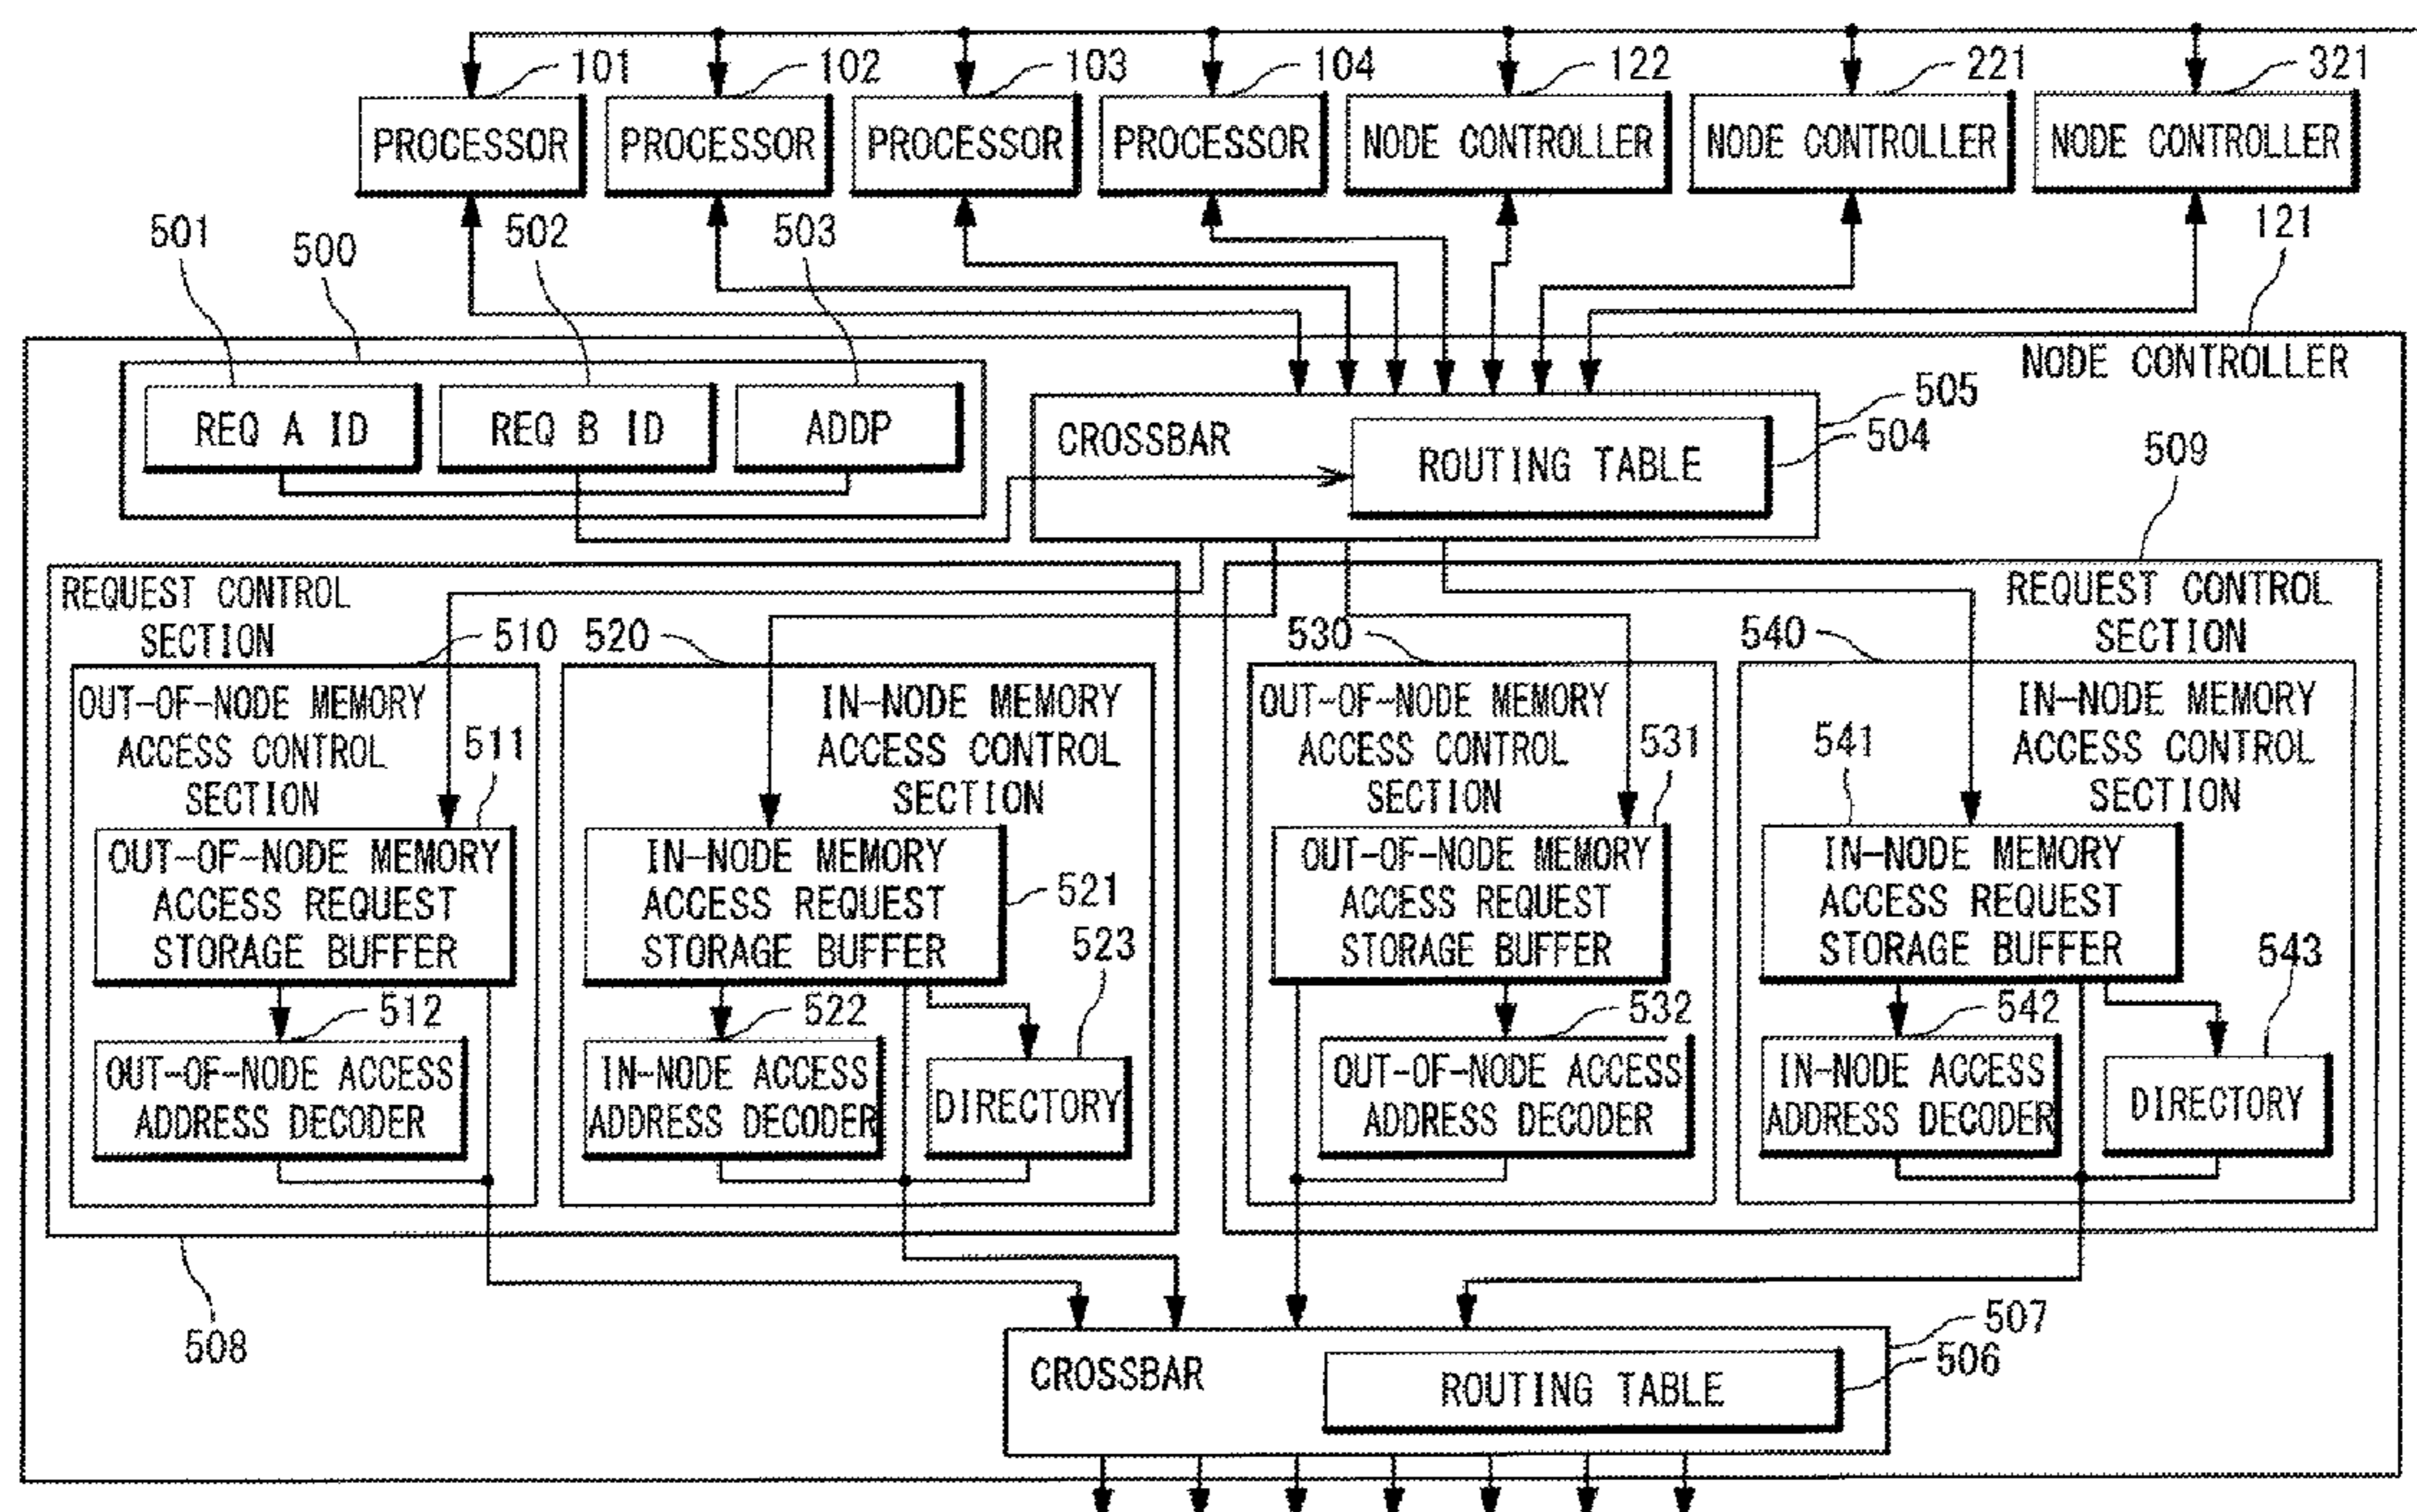 101
102
103
104
122
221
321
PROCESSOR
PROCESSOR
PROCESSOR
PROCESSOR
NODE CONTROLLER
NODE CONTROLLER
NODE CONTROLLER
501
500
502
503
121
NODE CONTROLLER
REQ A ID
REQ B ID
ADDP
CROSSBAR
ROUTING TABLE
505
504
509
REQUEST CONTROL
SECTION
REQUEST CONTROL
SECTION
510
520
530
540
OUT-OF-NODE MEMORY
ACCESS CONTROL
SECTION
511
IN-NODE MEMORY
ACCESS CONTROL
SECTION
OUT-OF-NODE MEMORY
ACCESS CONTROL
SECTION
531
541
IN-NODE MEMORY
ACCESS CONTROL
SECTION
OUT-OF-NODE MEMORY
ACCESS REQUEST
STORAGE BUFFER
IN-NODE MEMORY
ACCESS REQUEST
STORAGE BUFFER
521
523
OUT-OF-NODE MEMORY
ACCESS REQUEST
STORAGE BUFFER
IN-NODE MEMORY
ACCESS REQUEST
STORAGE BUFFER
543
512
522
532
542
OUT-OF-NODE ACCESS
ADDRESS DECODER
IN-NODE ACCESS
ADDRESS DECODER
DIRECTORY
OUT-OF-NODE ACCESS
ADDRESS DECODER
IN-NODE ACCESS
ADDRESS DECODER
DIRECTORY
508
CROSSBAR
ROUTING TABLE
507
506